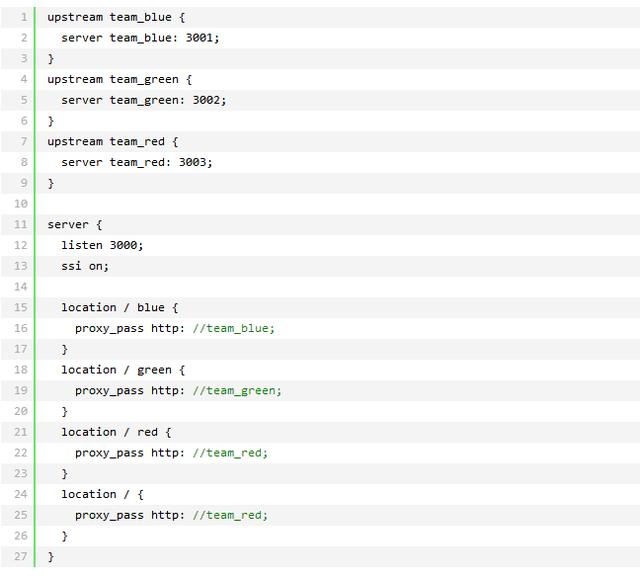 1 upstream team_blue {
2 server team_blue: 3001;
3 }
4 upstream team_green {
5 server team_green: 3002;
6 }
7 upstream team_red {
8 server team_red: 3003;
9 }
10
11 server {
12 listen 3000;
13 ssi on;
14
15 location / blue {
16 proxy_pass http: //team_blue;
17 }
18 location / green {
19 proxy_pass http: //team_green;
20 }
21 location / red {
22 proxy_pass http: //team_red;
23 }
24 location / {
25 proxy_pass http: //team_red;
26 }
27 }